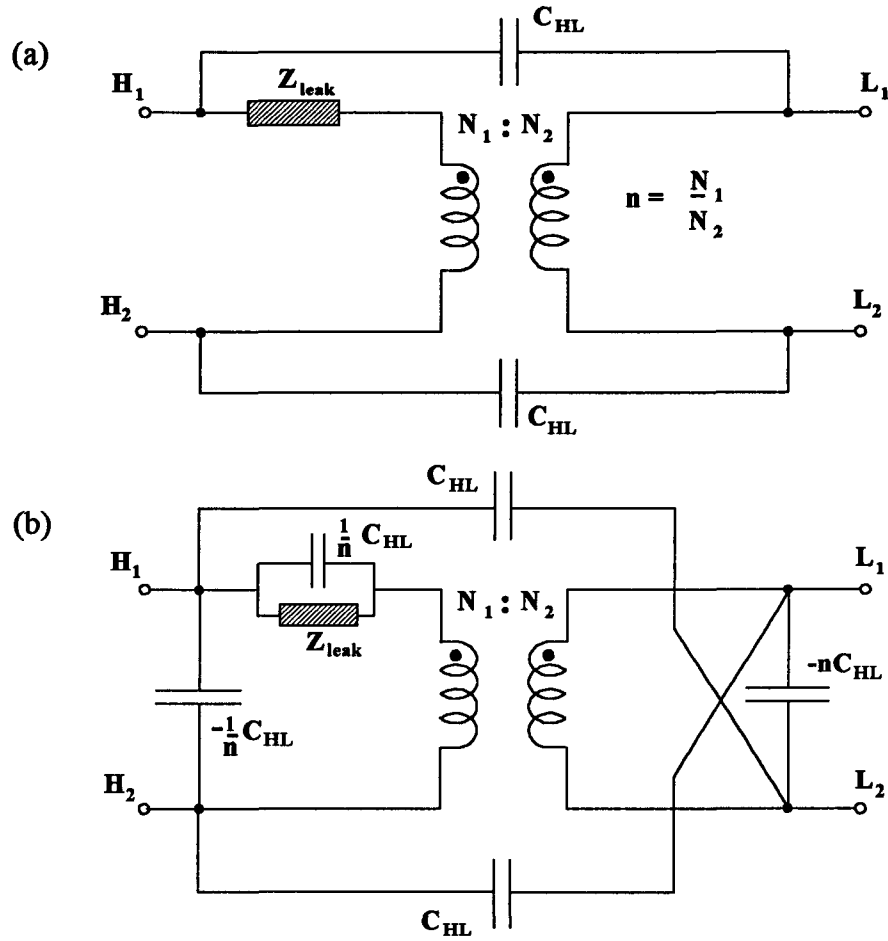 (a)
C_HL
H_1
Z_leak
N_1 : N_2
L_1
n = N_1/N_2
H_2
L_2
C_HL
(b)
C_HL
1/n C_HL
H_1
Z_leak
N_1 : N_2
L_1
-nC_HL
-1/n C_HL
H_2
L_2
C_HL